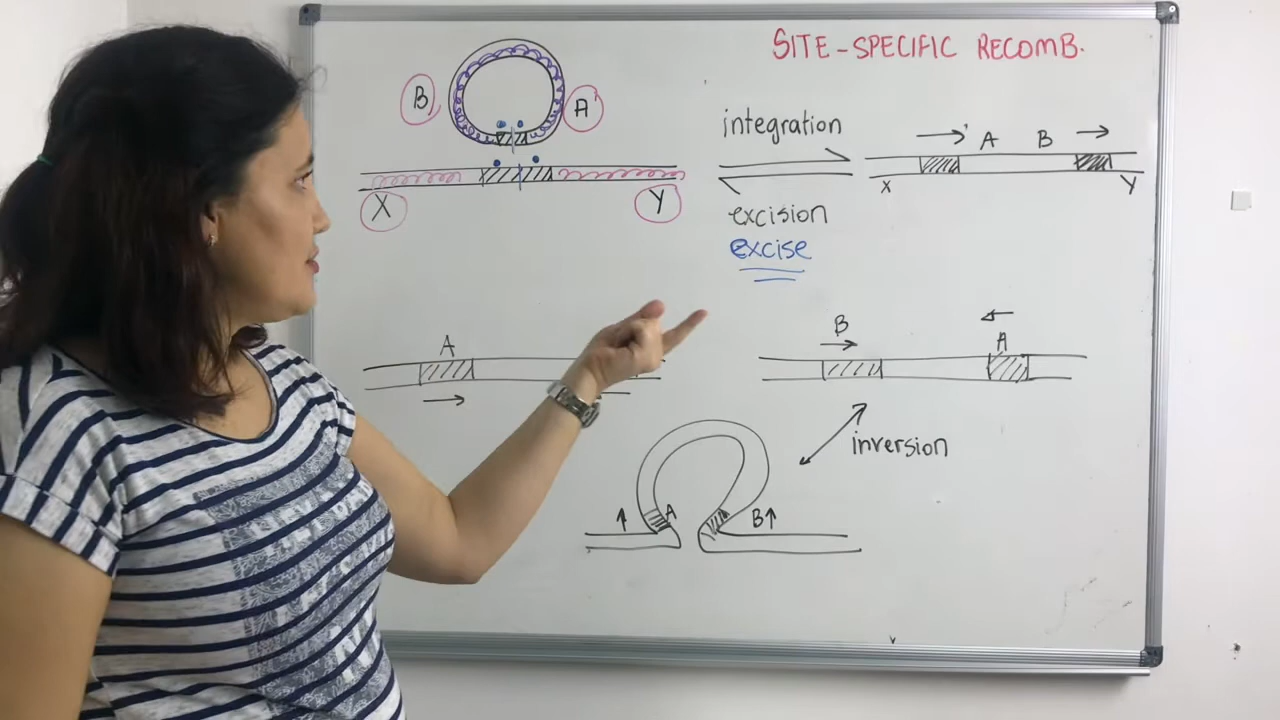 SITE-SPECIFIC RECOMB.
B
A'
integration
A B
X Y
X Y
excision
excise
A
B
A
inversion
A B